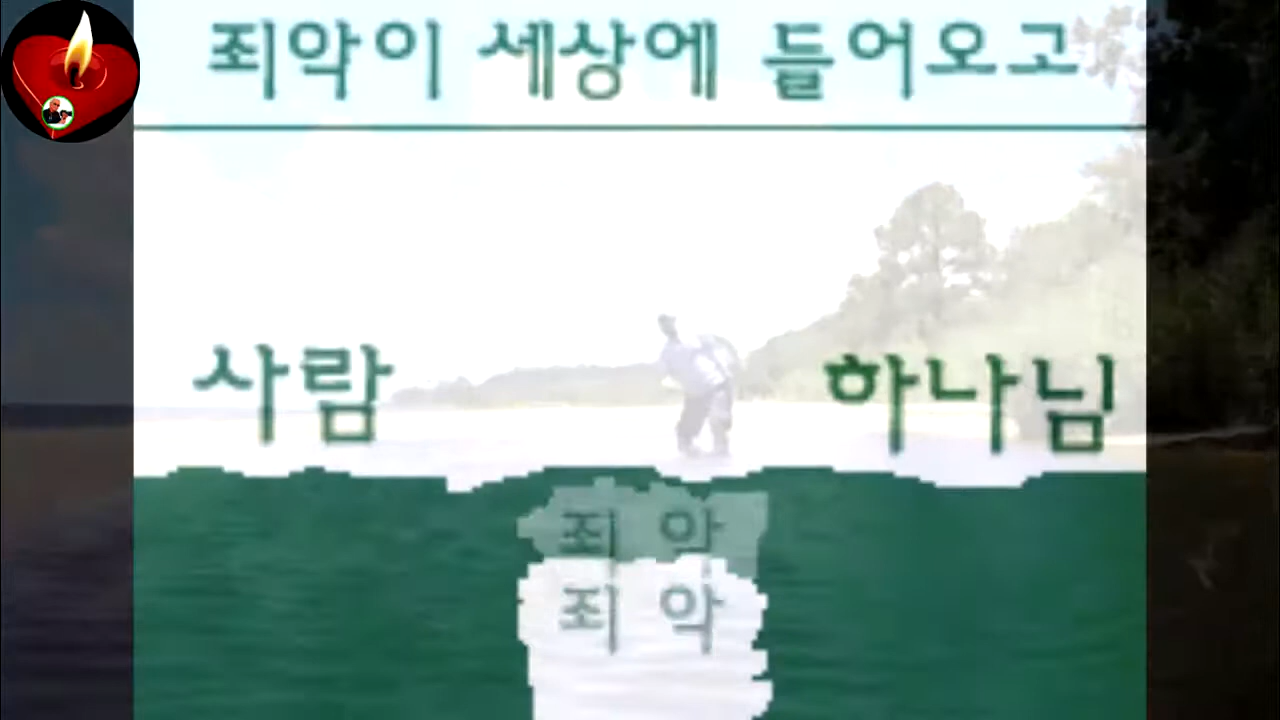 죄악이 세상에 들어오고
사람 하나님
죄 악
죄 악